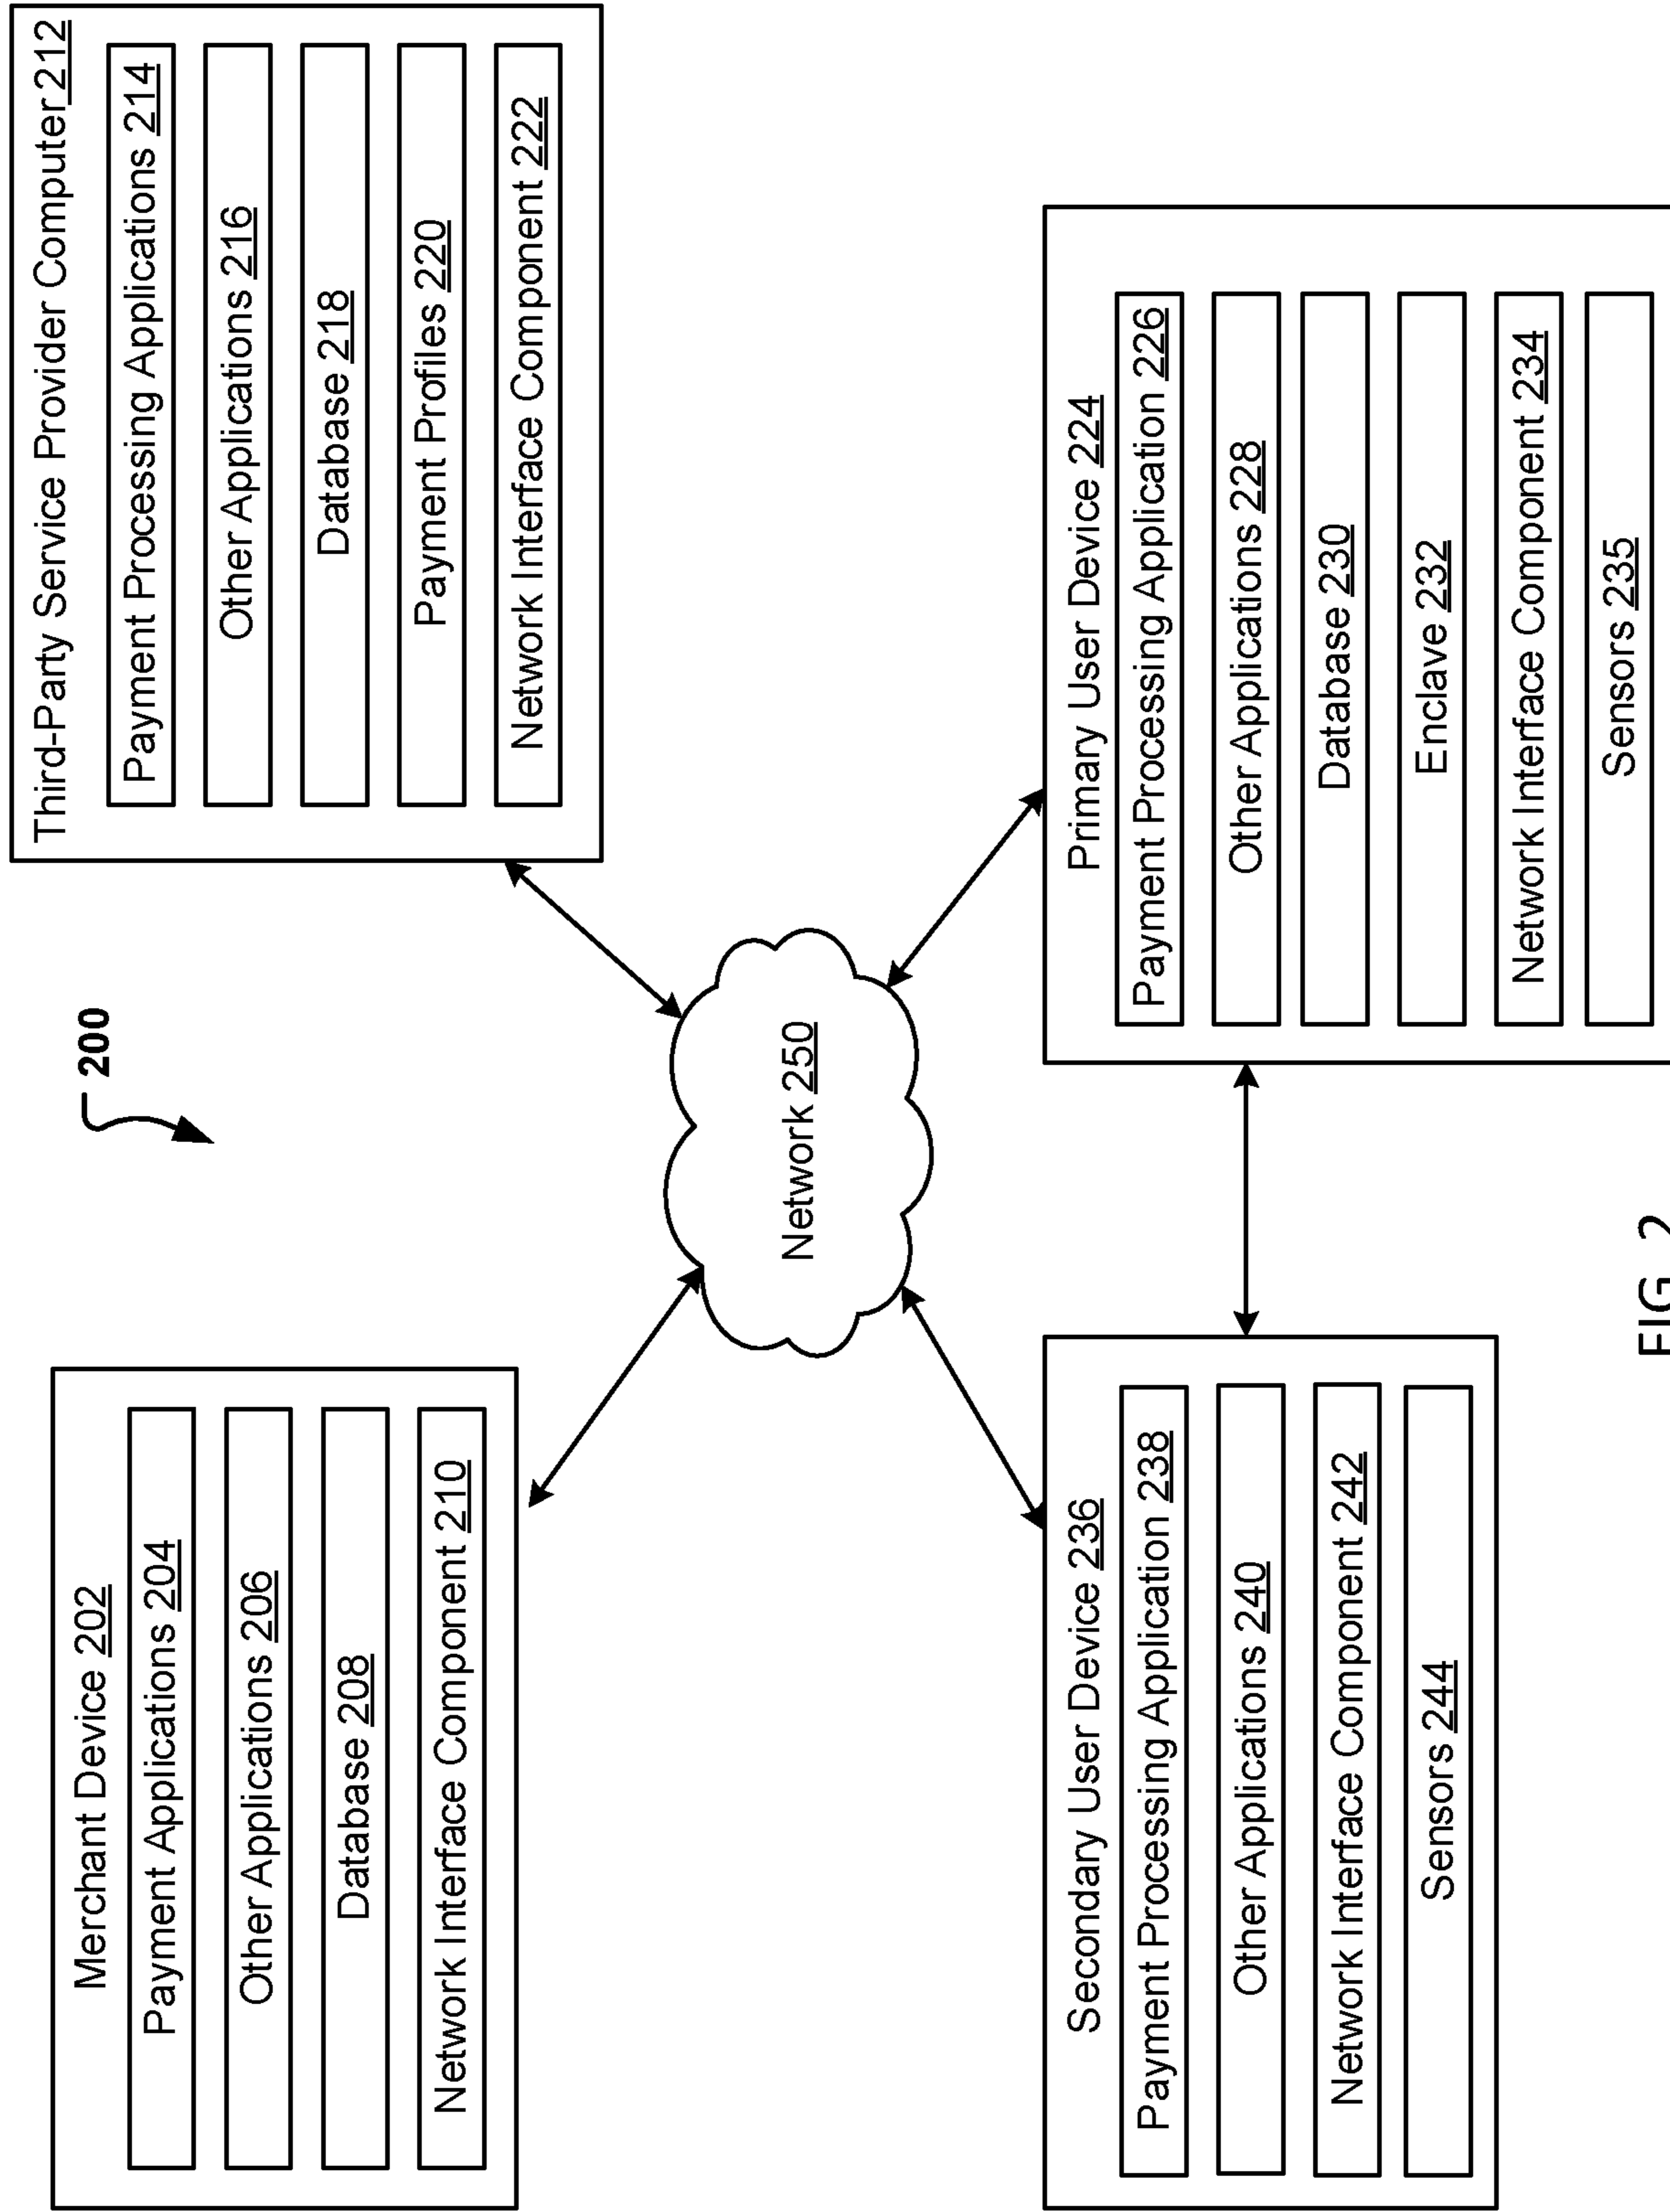 200
Merchant Device 202
Payment Applications 204
Other Applications 206
Database 208
Network Interface Component 210
Third-Party Service Provider Computer 212
Payment Processing Applications 214
Other Applications 216
Database 218
Payment Profiles 220
Network Interface Component 222
Network 250
Secondary User Device 236
Payment Processing Application 238
Other Applications 240
Network Interface Component 242
Sensors 244
Primary User Device 224
Payment Processing Application 226
Other Applications 228
Database 230
Enclave 232
Network Interface Component 234
Sensors 235
FIG. 2